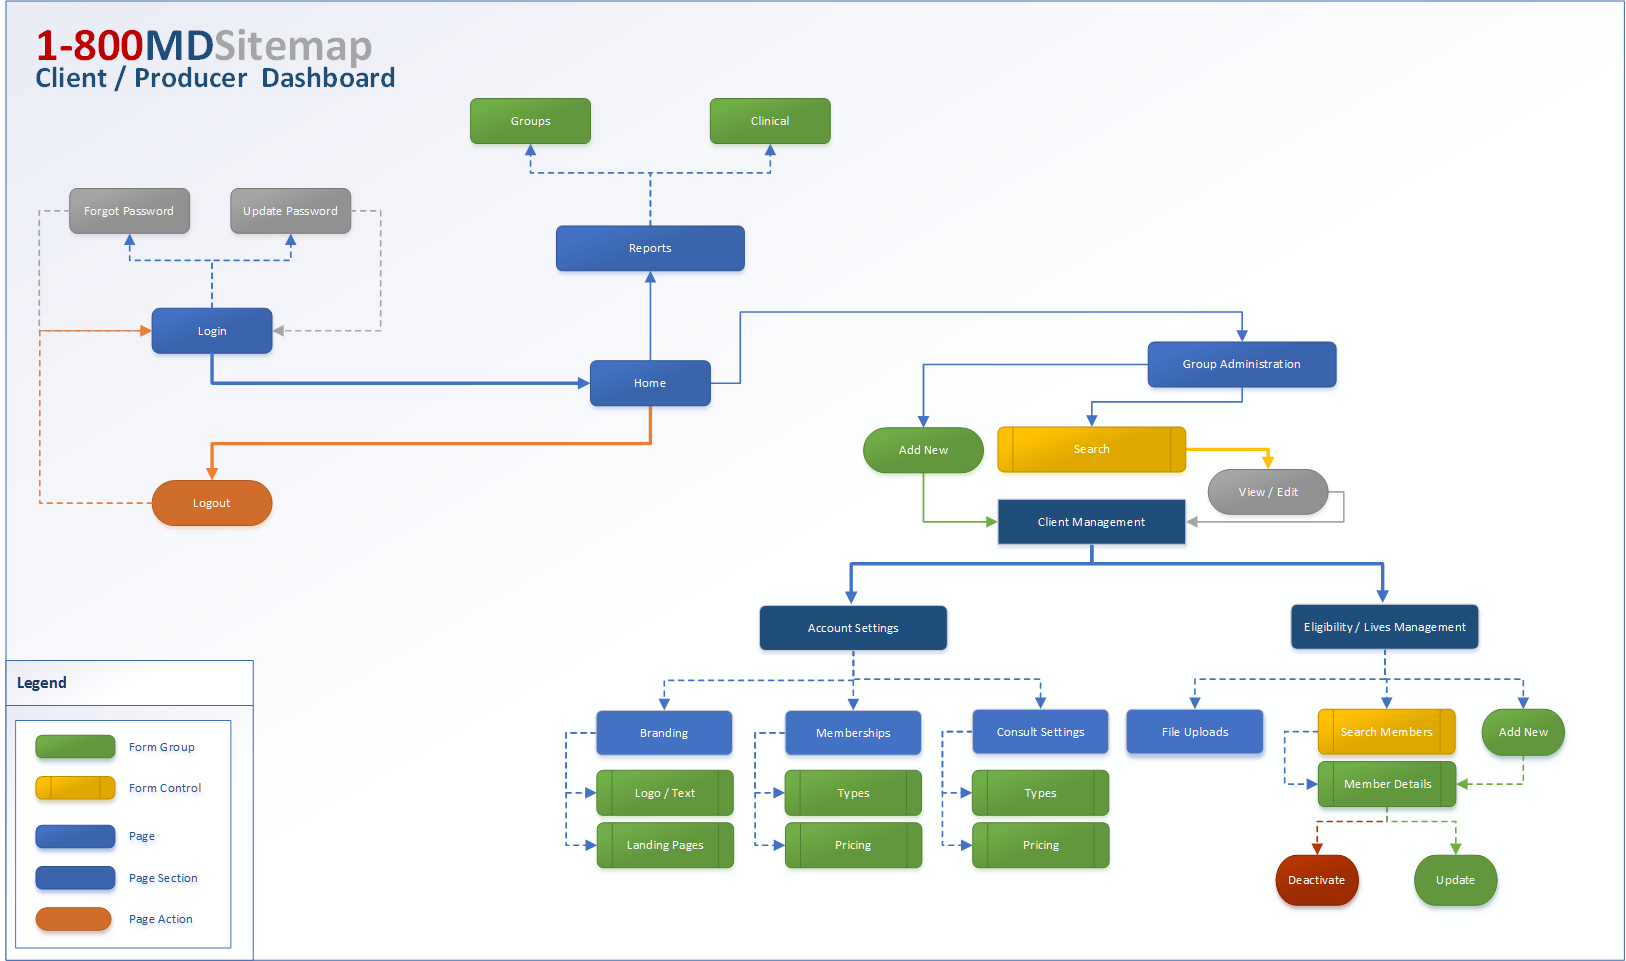 1-800MDSitemap
Client / Producer Dashboard
Groups
Clinical
Forgot Password
Update Password
Reports
Login
Home
Group Administration
Add New
Search
View / Edit
Logout
Client Management
Account Settings
Eligibility / Lives Management
Branding
Memberships
Consult Settings
File Uploads
Search Members
Add New
Logo / Text
Types
Types
Member Details
Landing Pages
Pricing
Pricing
Deactivate
Update
Legend
Form Group
Form Control
Page
Page Section
Page Action